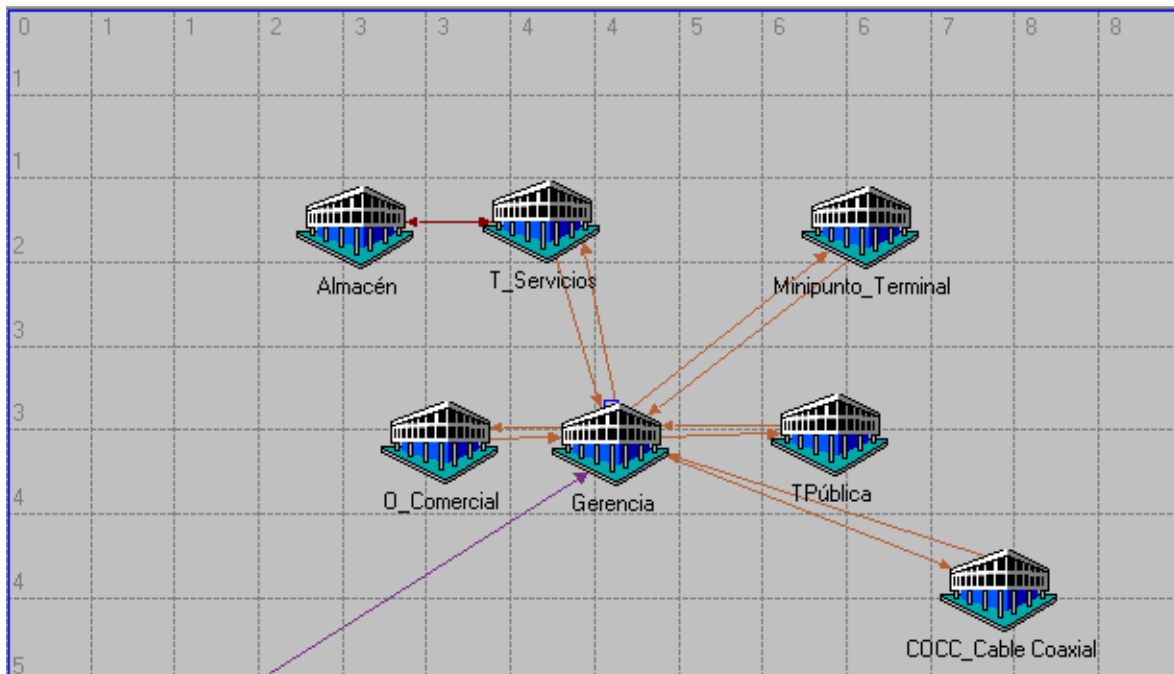 0 1 1 2 3 3 4 4 5 6 6 7 8 8
1
1
2
Almacén T_Servicios Minipunto_Terminal
3
3
O_Comercial Gerencia TPública
4
4
COCC_Cable Coaxial
5